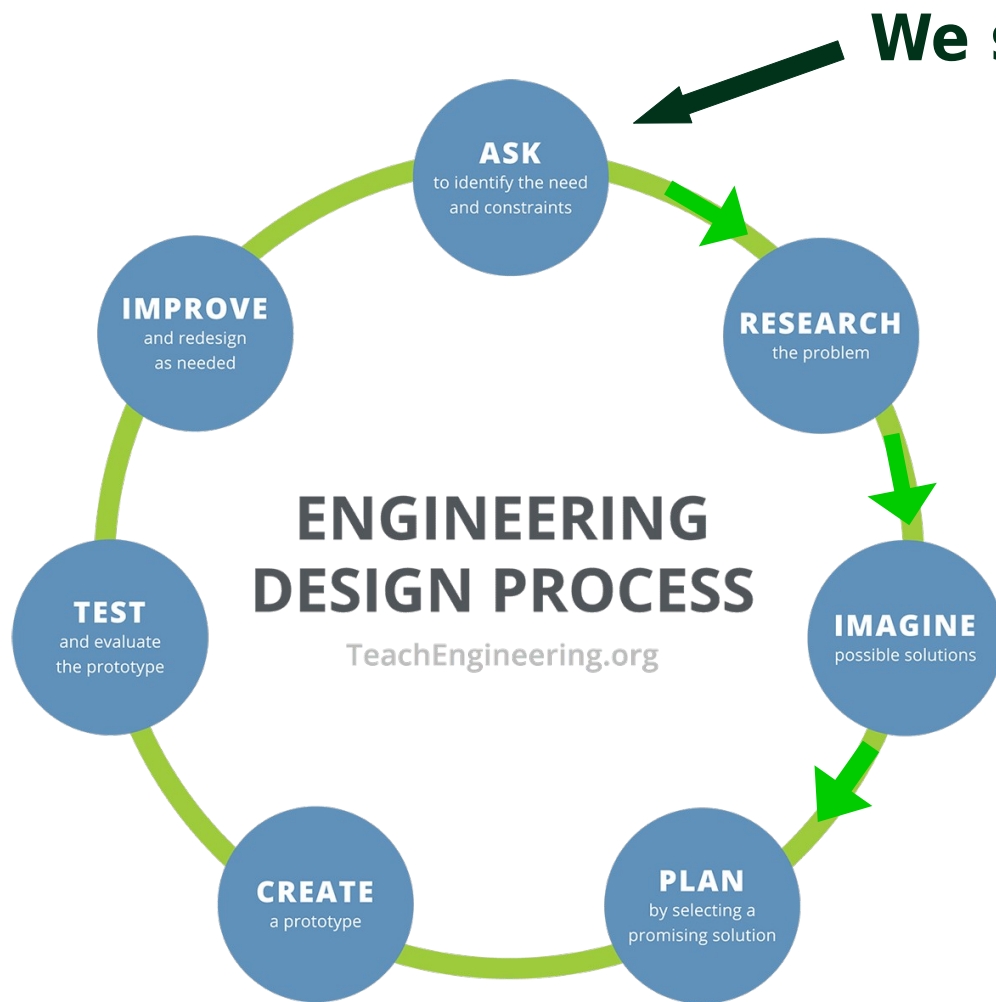 We s
ASK
to identify the need
and constraints
RESEARCH
the problem
IMAGINE
possible solutions
PLAN
by selecting a
promising solution
CREATE
a prototype
TEST
and evaluate
the prototype
IMPROVE
and redesign
as needed
ENGINEERING
DESIGN PROCESS
TeachEngineering.org